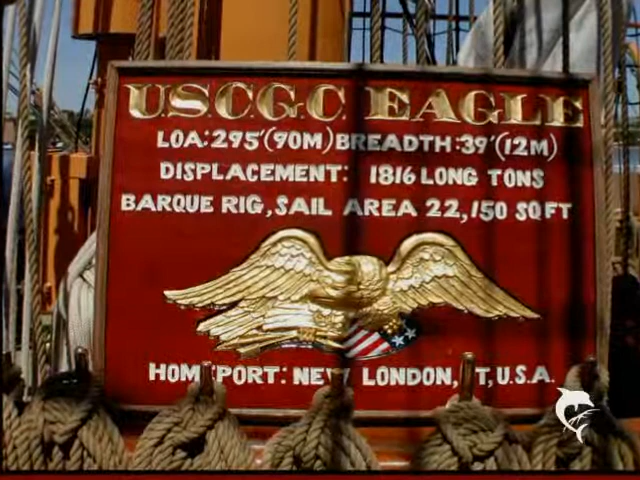 U.S.C.G.C. EAGLE
LOA: 295'(90M) BREADTH: 39'(12M)
DISPLACEMENT: 1816 LONG TONS
BARQUE RIG, SAIL AREA 22,150 SQ FT
HOMEPORT: NEW LONDON, CT, U.S.A.